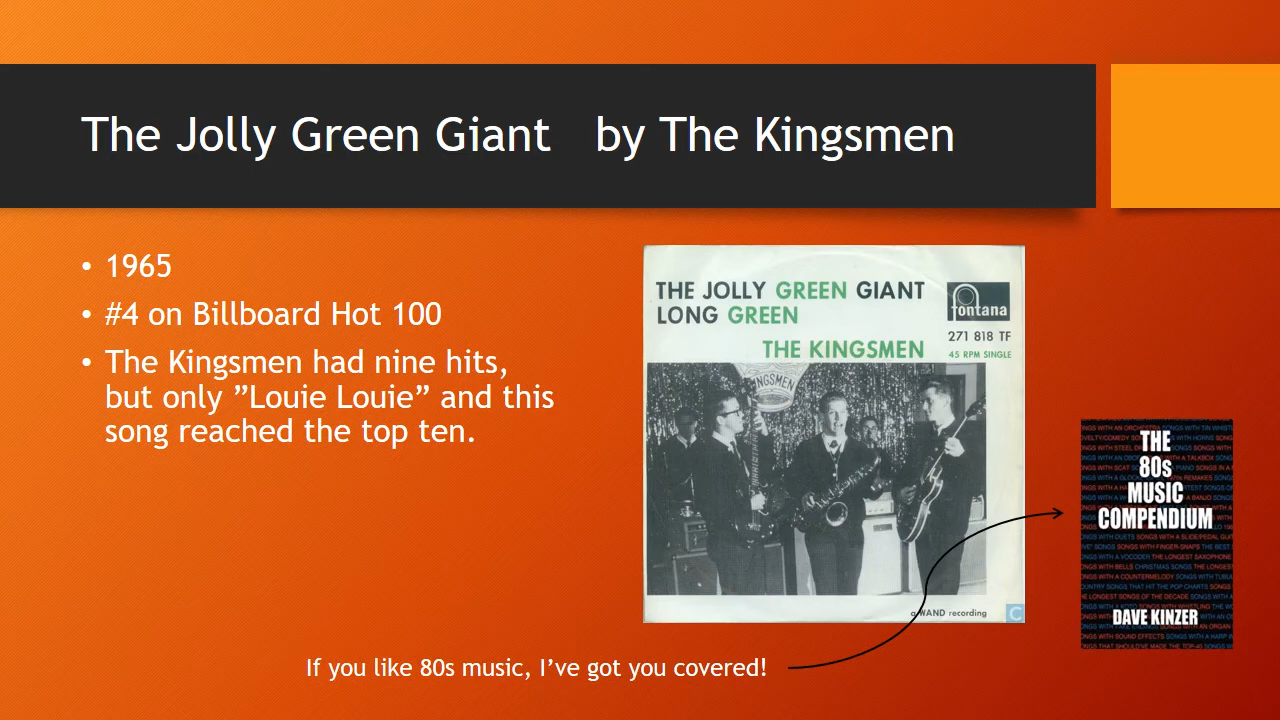 The Jolly Green Giant by The Kingsmen
• 1965
• #4 on Billboard Hot 100
• The Kingsmen had nine hits,
but only ”Louie Louie” and this
song reached the top ten.
THE JOLLY GREEN GIANT
LONG GREEN
THE KINGSMEN
fontana
271 818 TF
45 RPM SINGLE
KINGSMEN
a WAND recording
C
If you like 80s music, I’ve got you covered!
THE
80s
MUSIC
COMPENDIUM
DAVE KINZER